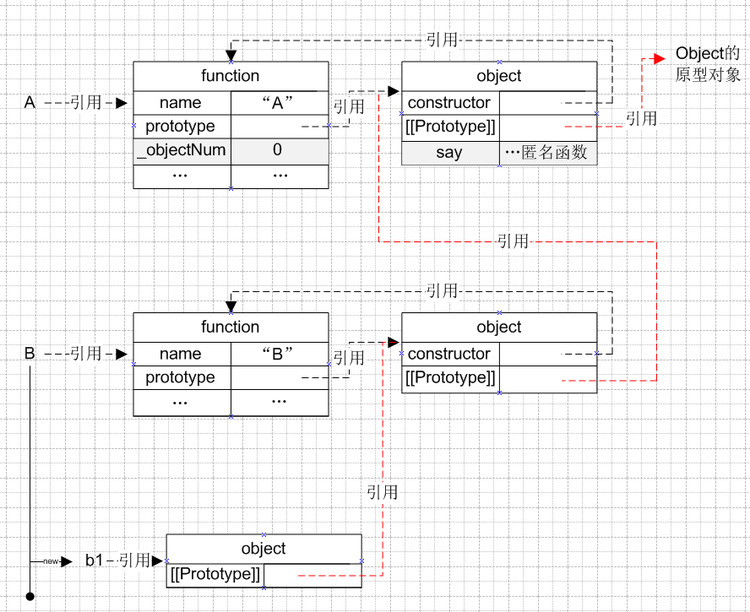 引用
Object的
原型对象
function
object
A
引用
name
“A”
引用
constructor
prototype
[[Prototype]]
引用
_objectNum
0
say
…匿名函数
…
…
引用
引用
function
object
B
引用
name
“B”
引用
constructor
prototype
[[Prototype]]
…
…
引用
object
new
b1
引用
[[Prototype]]